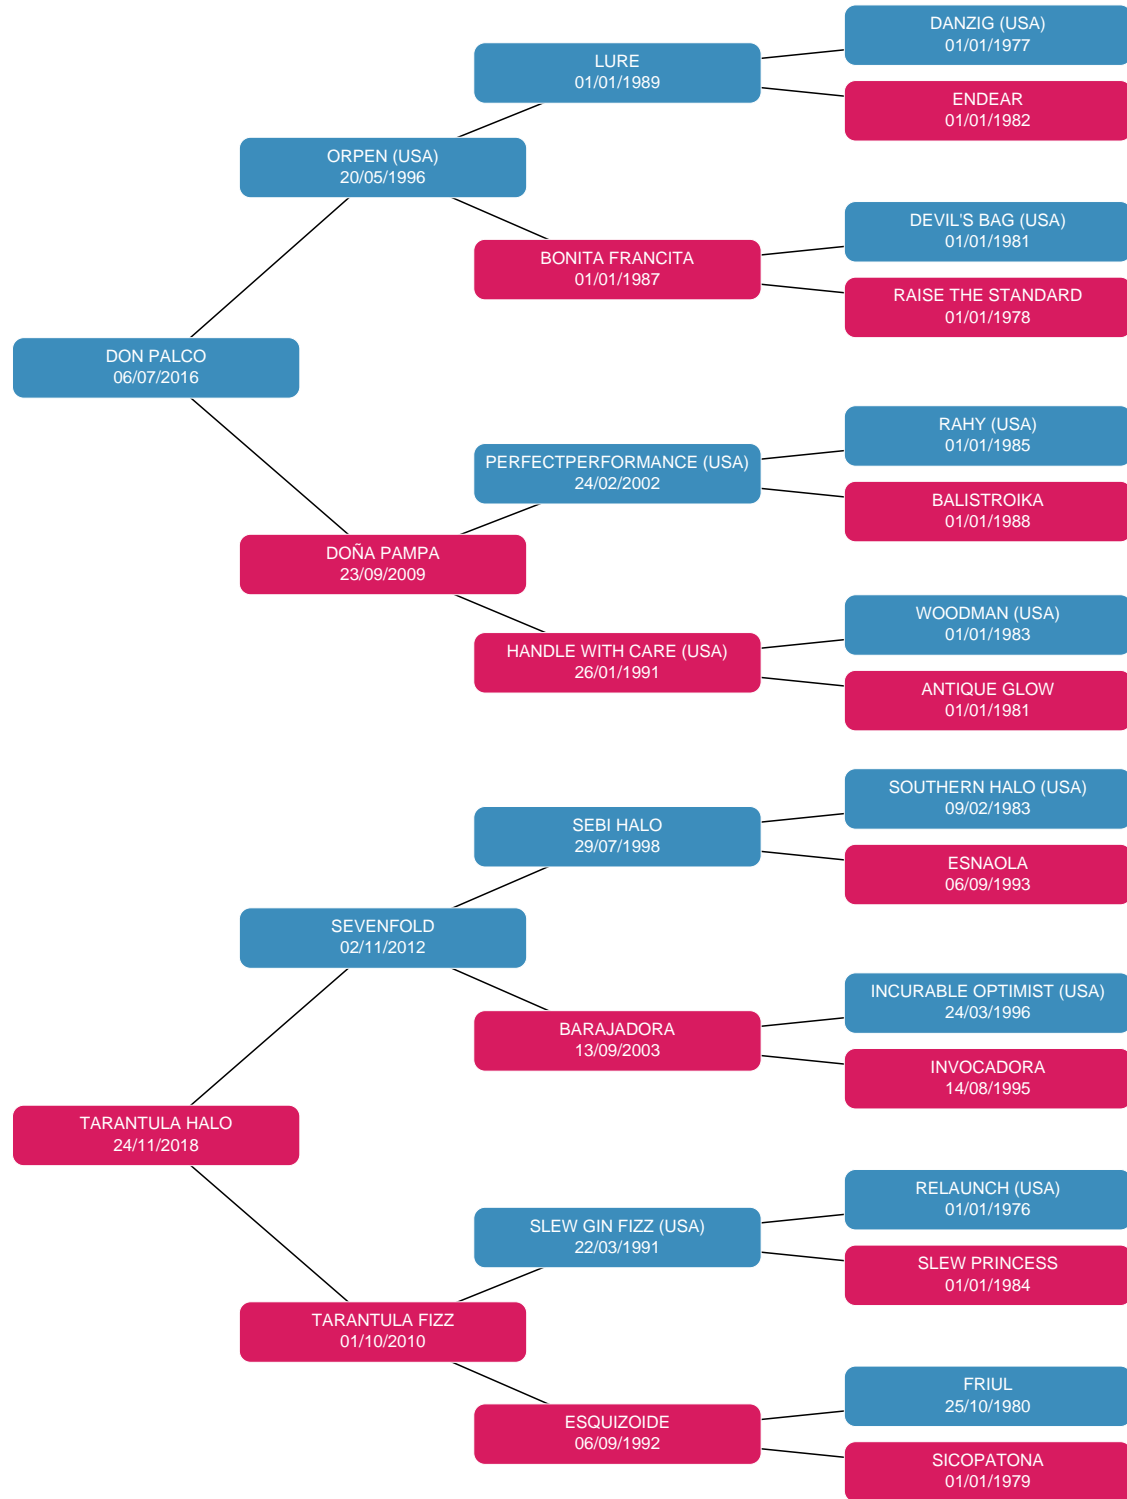 DANZIG (USA)
01/01/1977
LURE
01/01/1989
ENDEAR
01/01/1982
ORPEN (USA)
20/05/1996
DEVIL'S BAG (USA)
01/01/1981
BONITA FRANCITA
01/01/1987
RAISE THE STANDARD
01/01/1978
DON PALCO
06/07/2016
RAHY (USA)
01/01/1985
PERFECTPERFORMANCE (USA)
24/02/2002
BALISTROIKA
01/01/1988
DOÑA PAMPA
23/09/2009
WOODMAN (USA)
01/01/1983
HANDLE WITH CARE (USA)
26/01/1991
ANTIQUE GLOW
01/01/1981
SOUTHERN HALO (USA)
09/02/1983
SEBI HALO
29/07/1998
ESNAOLA
06/09/1993
SEVENFOLD
02/11/2012
INCURABLE OPTIMIST (USA)
24/03/1996
BARAJADORA
13/09/2003
INVOCADORA
14/08/1995
TARANTULA HALO
24/11/2018
RELAUNCH (USA)
01/01/1976
SLEW GIN FIZZ (USA)
22/03/1991
SLEW PRINCESS
01/01/1984
TARANTULA FIZZ
01/10/2010
FRIUL
25/10/1980
ESQUIZOIDE
06/09/1992
SICOPATONA
01/01/1979